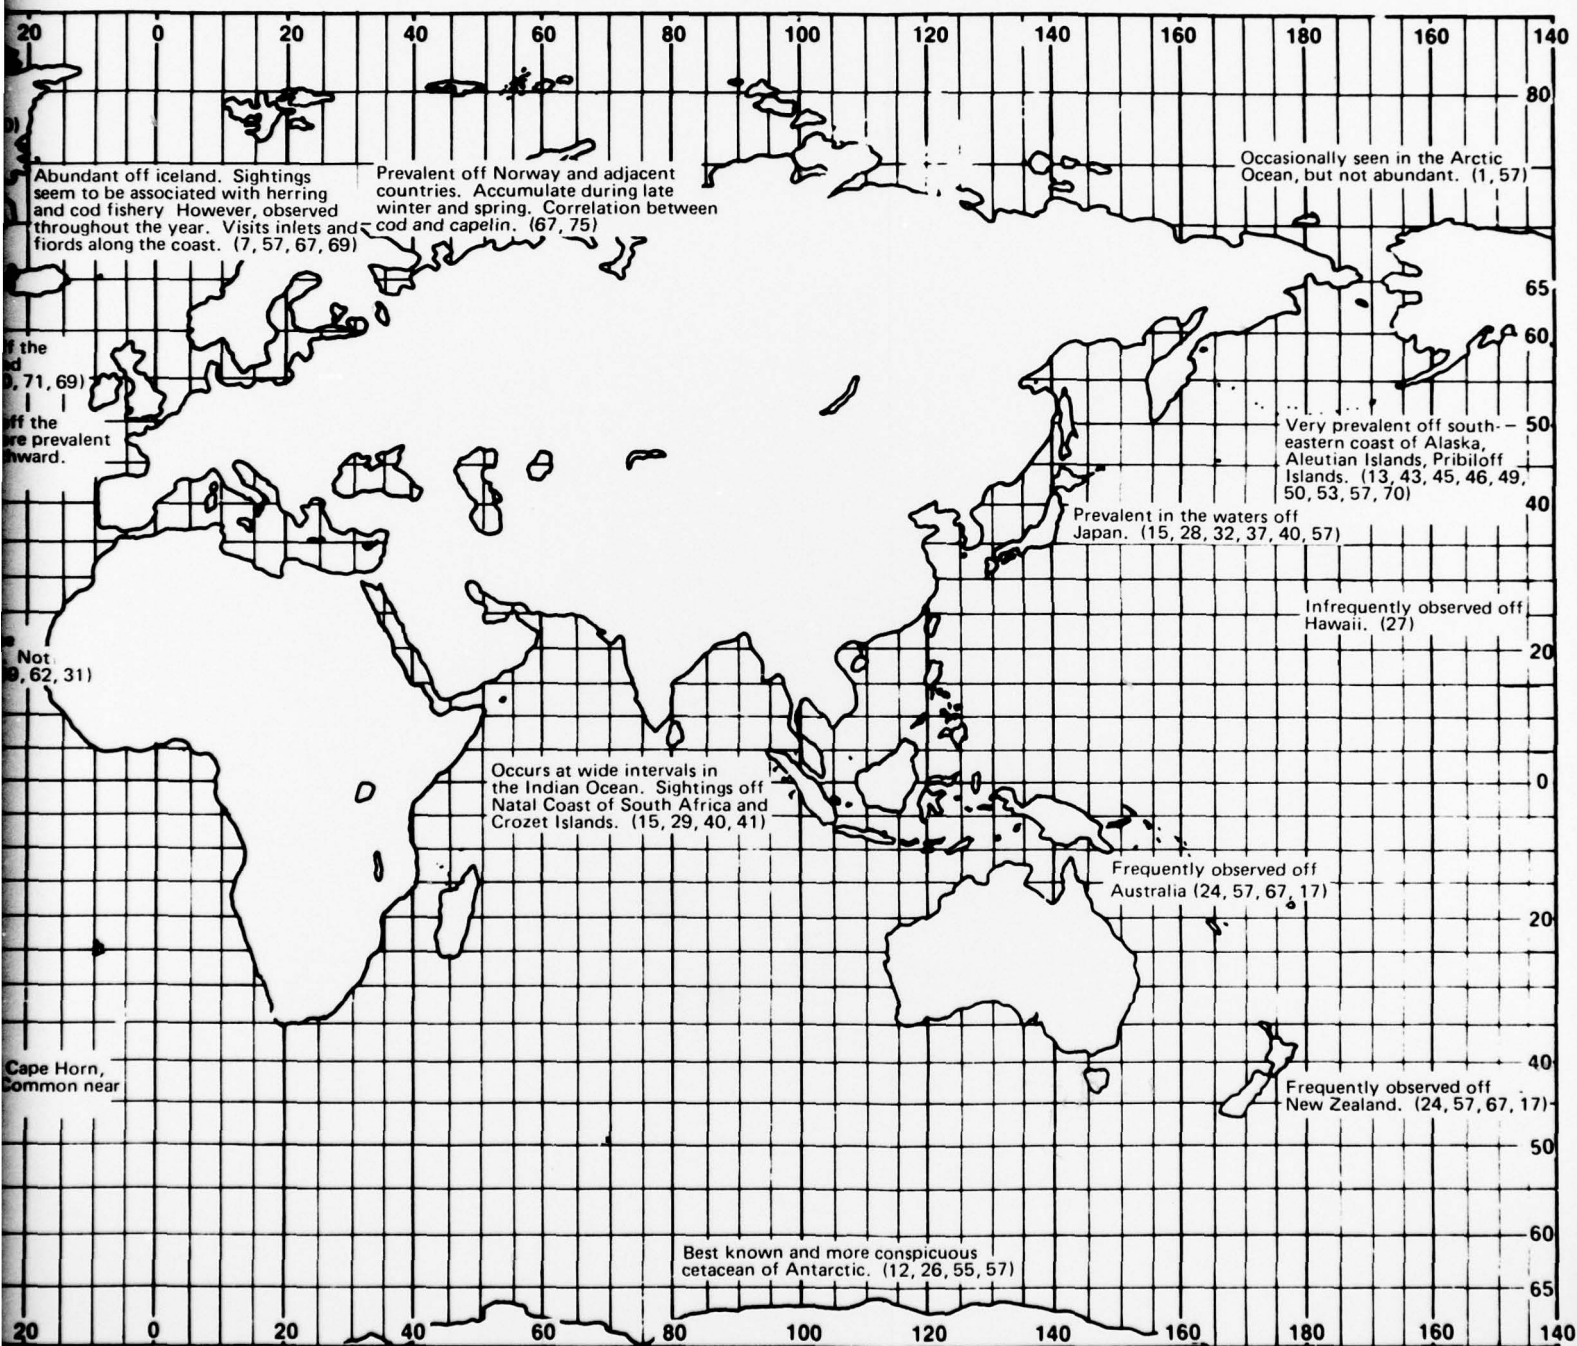 20 0 20 40 60 80 100 120 140 160 180 160 140
80
Abundant off iceland. Sightings
seem to be associated with herring
and cod fishery However, observed
throughout the year. Visits inlets and
fiords along the coast. (7, 57, 67, 69)
Prevalent off Norway and adjacent
countries. Accumulate during late
winter and spring. Correlation between
cod and capelin. (67, 75)
Occasionally seen in the Arctic
Ocean, but not abundant. (1, 57)
65
60
f the
71, 69)
off the
prevalent
hward.
50
Very prevalent off south-
eastern coast of Alaska,
Aleutian Islands, Pribiloff
Islands. (13, 43, 45, 46, 49,
50, 53, 57, 70)
40
Prevalent in the waters off
Japan. (15, 28, 32, 37, 40, 57)
Infrequently observed off
Hawaii. (27)
Not
9, 62, 31)
20
Occurs at wide intervals in
the Indian Ocean. Sightings off
Natal Coast of South Africa and
Crozet Islands. (15, 29, 40, 41)
0
Frequently observed off
Australia (24, 57, 67, 17)
20
Cape Horn,
Common near
40
Frequently observed off
New Zealand. (24, 57, 67, 17)
50
60
Best known and more conspicuous
cetacean of Antarctic. (12, 26, 55, 57)
65
20 0 20 40 60 80 100 120 140 160 180 160 140